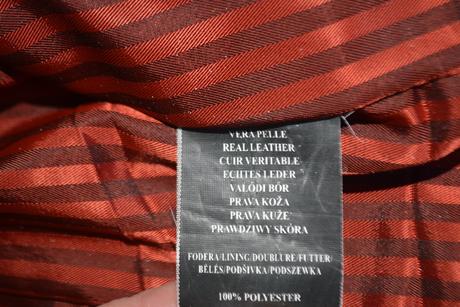 VERA PELLE
REAL LEATHER
CUIR VERITABLE
ECHTES LEDER
VALÓDI BÖR
PRAVA KOŽA
PRAVA KUŽE
PRAWDZIWY SKÓRA
FODERA/LINING/DOUBLURE/FUTTER/
BÉLÉS/PODŠIVKA/PODSZEWKA
100% POLYESTER